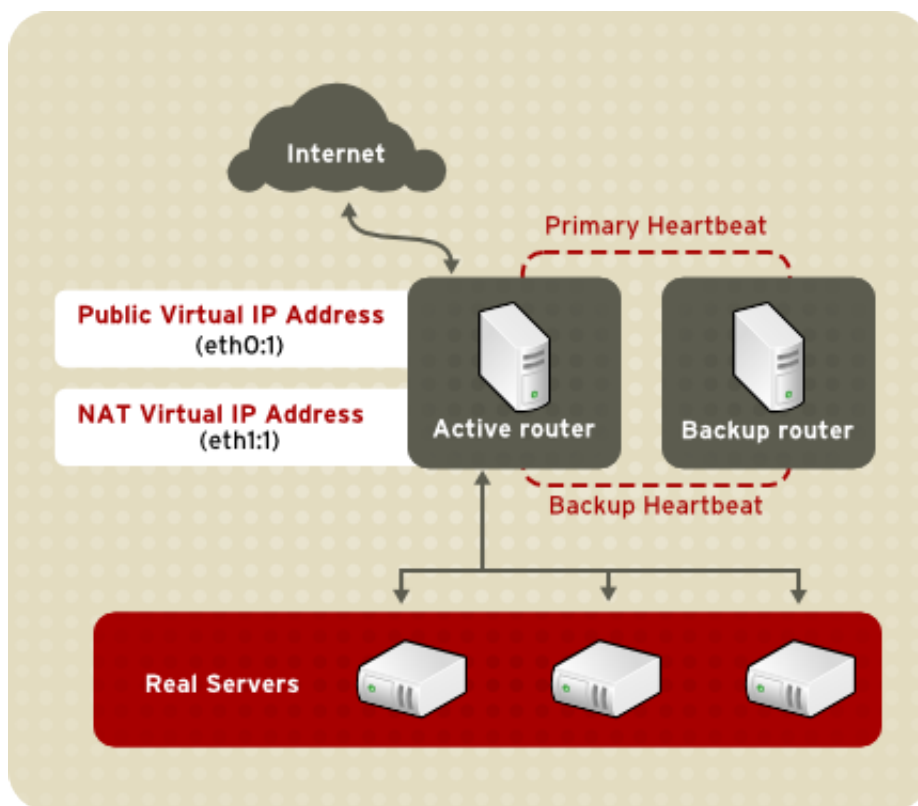 Internet
Primary Heartbeat
Public Virtual IP Address
(eth0:1)
NAT Virtual IP Address
(eth1:1)
Active router
Backup router
Backup Heartbeat
Real Servers